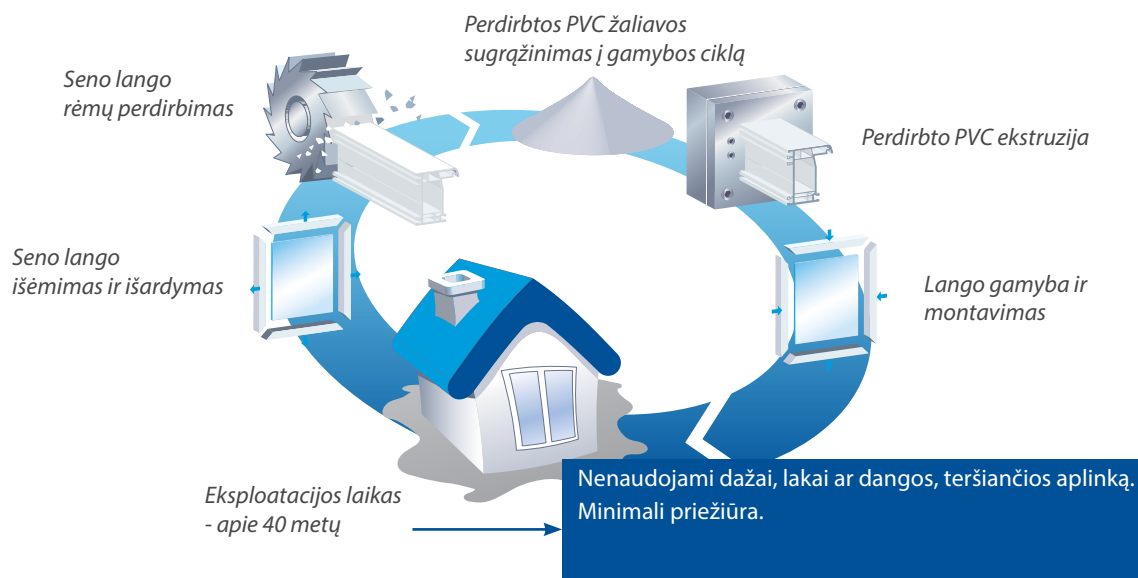 Perdirbtos PVC žaliavos
sugrąžinimas į gamybos ciklą
Seno lango
rėmų perdirbimas
Perdirbto PVC ekstruzija
Seno lango
išėmimas ir išardymas
Lango gamyba ir
montavimas
Eksploatacijos laikas
- apie 40 metų
Nenaudojami dažai, lakai ar dangos, teršiančios aplinką.
Minimali priežiūra.